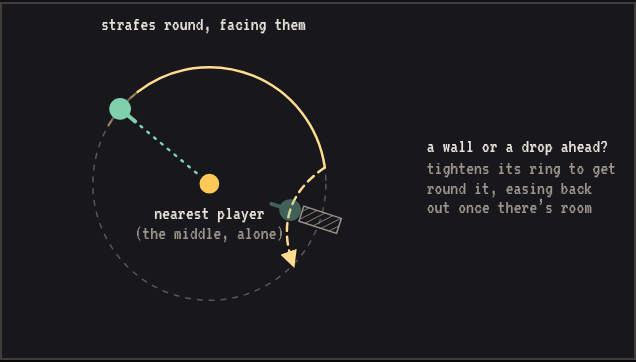 strafes round, facing them
a wall or a drop ahead?
tightens its ring to get
round it, easing back
out once there's room
nearest player
(the middle, alone)